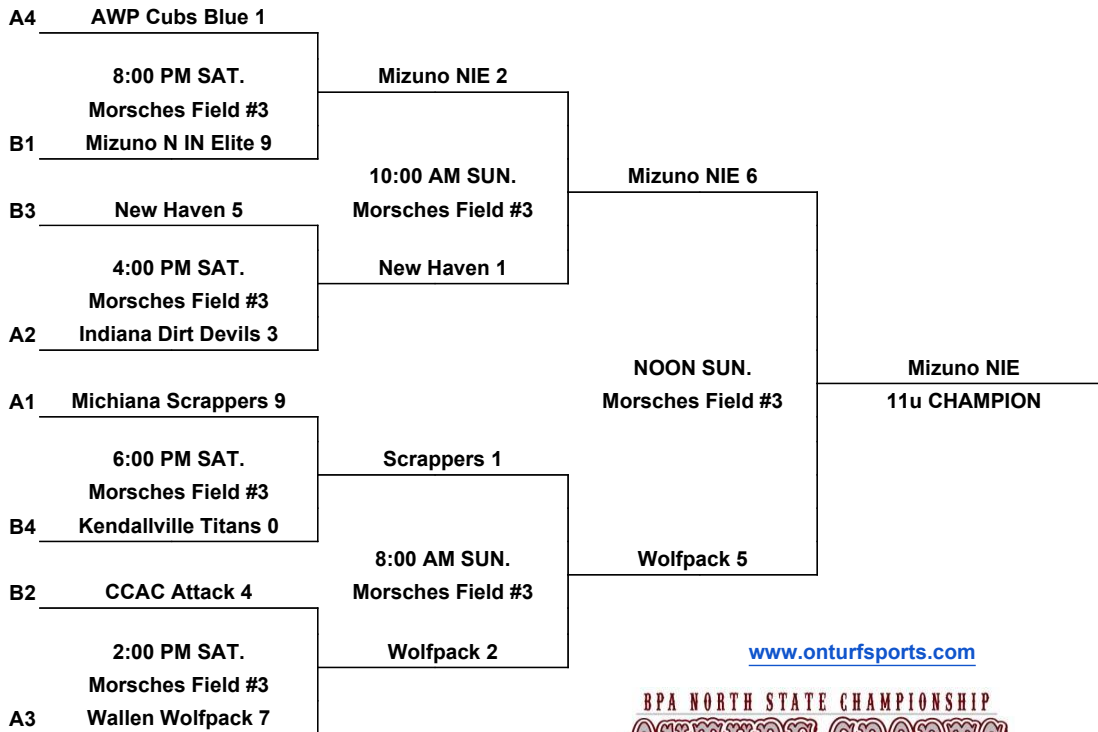 A4 AWP Cubs Blue 1
8:00 PM SAT.
Morsches Field #3
B1 Mizuno N IN Elite 9
B3 New Haven 5
4:00 PM SAT.
Morsches Field #3
A2 Indiana Dirt Devils 3
A1 Michiana Scrappers 9
6:00 PM SAT.
Morsches Field #3
B4 Kendallville Titans 0
B2 CCAC Attack 4
2:00 PM SAT.
Morsches Field #3
A3 Wallen Wolfpack 7
Mizuno NIE 2
10:00 AM SUN.
Morsches Field #3
New Haven 1
Scrappers 1
8:00 AM SUN.
Morsches Field #3
Wolfpack 2
Mizuno NIE 6
NOON SUN.
Morsches Field #3
Wolfpack 5
Mizuno NIE
11u CHAMPION
www.onturfsports.com
BPA NORTH STATE CHAMPIONSHIP